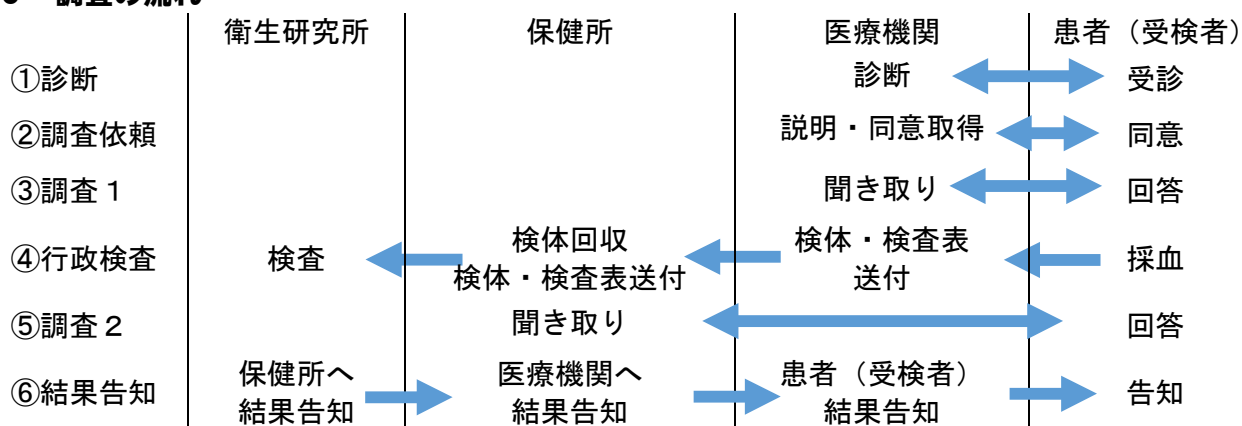 調査の流れ
衛生研究所 保健所 医療機関 患者（受検者）
①診断 診断 受診
②調査依頼 説明・同意取得 同意
③調査１ 聞き取り 回答
④行政検査 検査 検体回収 検体・検査表送付 検体・検査表 送付 採血
⑤調査２ 聞き取り 回答
⑥結果告知 保健所へ 結果告知 医療機関へ 結果告知 患者（受検者） 結果告知 告知